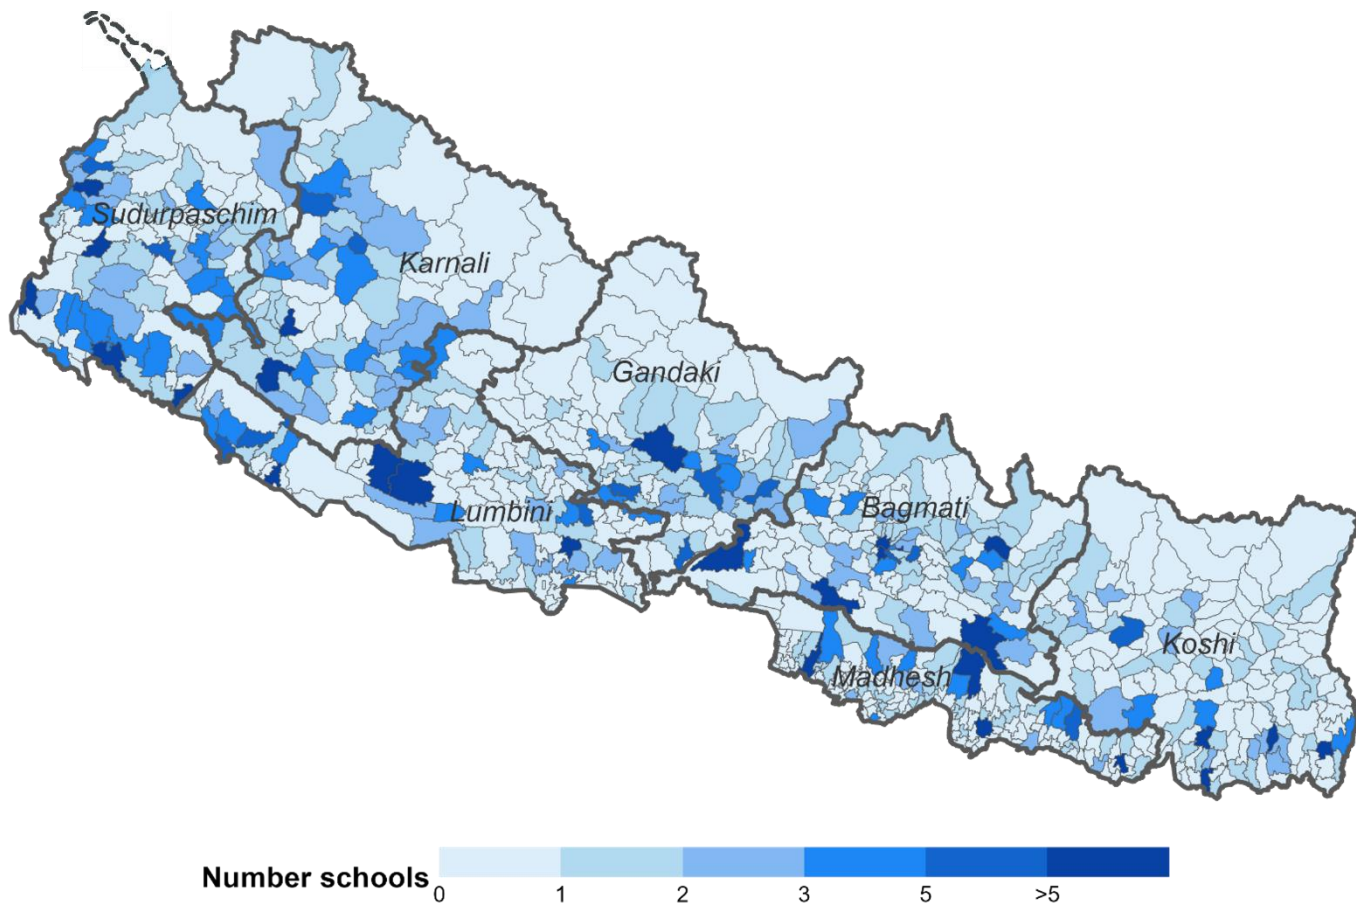 Sudurpaschim
Karnali
Gandaki
Lumbini
Bagmati
Koshi
Madhesh
Number schools
0 1 2 3 5 >5